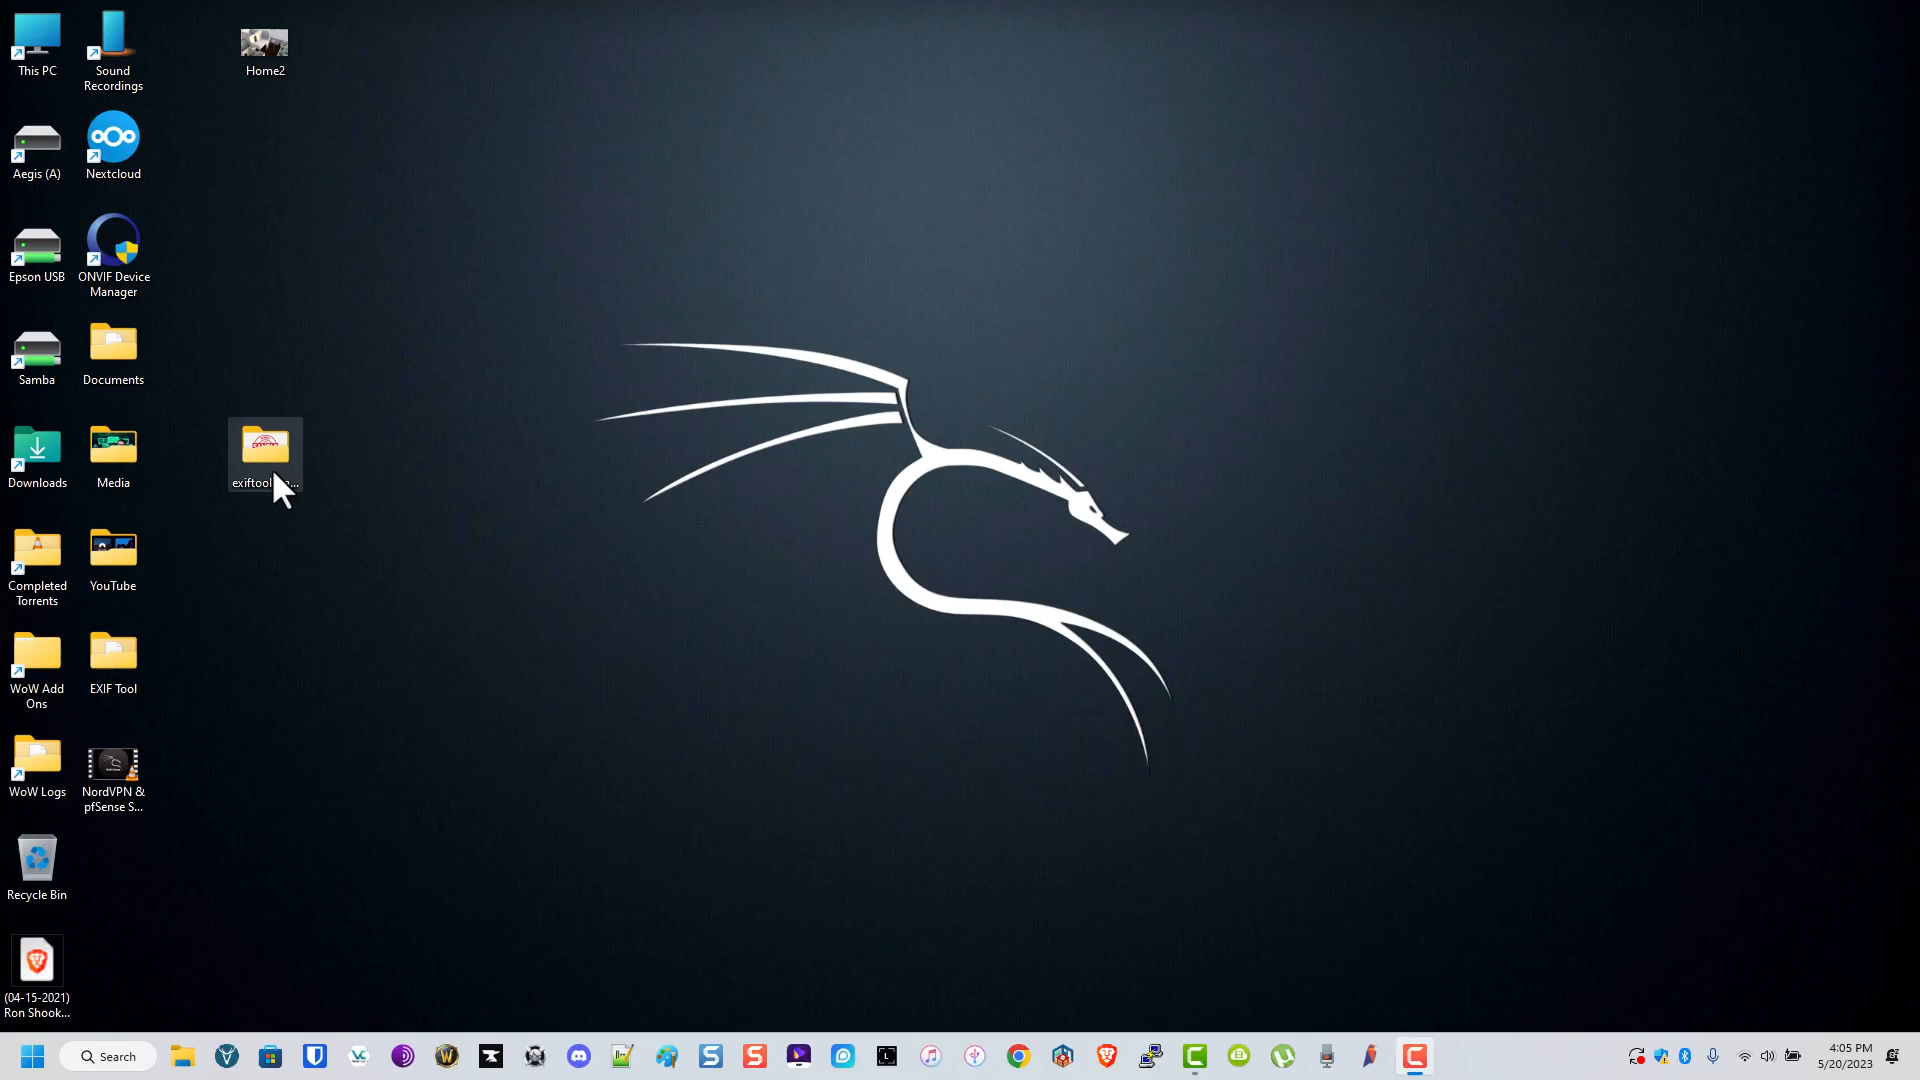 This PC
Sound
Recordings
Home2
Aegis (A)
Nextcloud
Epson USB
ONVIF Device
Manager
Samba
Documents
Downloads
Media
Completed
Torrents
YouTube
WoW Add
Ons
EXIF Tool
WoW Logs
NordVPN &
pfSense S...
Recycle Bin
(04-15-2021)
Ron Shook...
Search
4:05 PM
5/20/2023